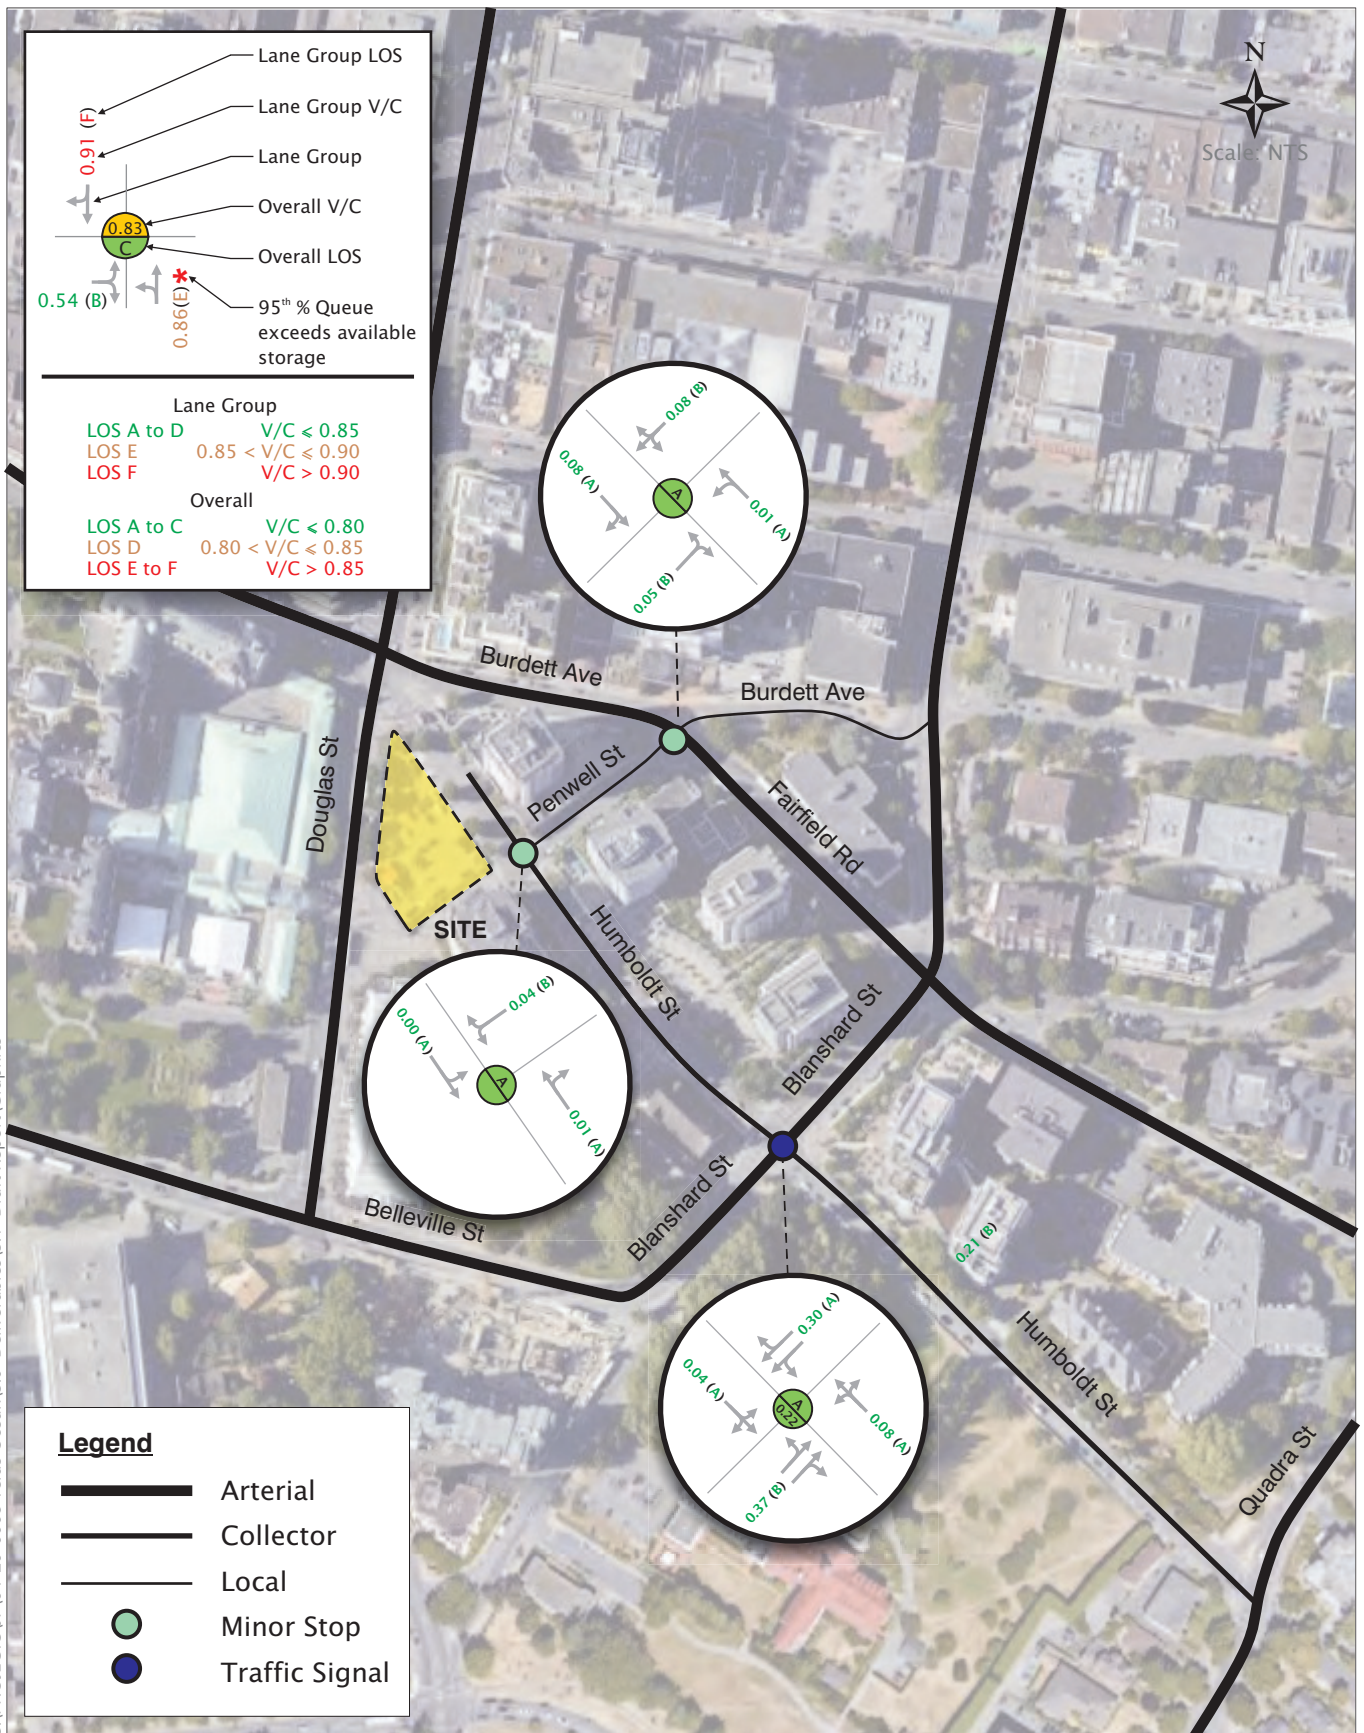 Lane Group LOS
Lane Group V/C
Lane Group
Overall V/C
Overall LOS
95th % Queue
exceeds available
storage
0.91 (F)
0.83
C
0.54 (B)
0.86(E)*
Lane Group
LOS A to D V/C ⩽ 0.85
LOS E 0.85 < V/C ⩽ 0.90
LOS F V/C > 0.90
Overall
LOS A to C V/C ⩽ 0.80
LOS D 0.80 < V/C ⩽ 0.85
LOS E to F V/C > 0.85
N
Scale: NTS
0.08 (B)
0.08 (A)
A
0.01 (A)
0.05 (B)
Burdett Ave
Burdett Ave
Douglas St
Penwell St
Fairfield Rd
SITE
Humboldt St
Blanshard St
0.04 (B)
0.00 (A)
A
0.01 (A)
Belleville St
Blanshard St
0.21 (B)
0.30 (A)
0.04 (A)
A
0.22
0.08 (A)
0.37 (B)
Humboldt St
Quadra St
Legend
Arterial
Collector
Local
Minor Stop
Traffic Signal